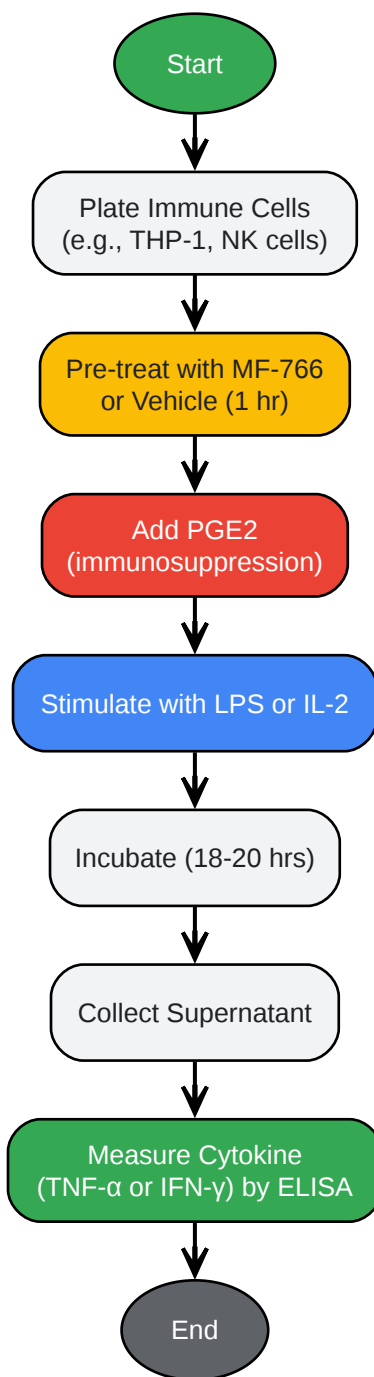 Start
Plate Immune Cells
(e.g., THP-1, NK cells)
Pre-treat with MF-766
or Vehicle (1 hr)
Add PGE2
(immunosuppression)
Stimulate with LPS or IL-2
Incubate (18-20 hrs)
Collect Supernatant
Measure Cytokine
(TNF-α or IFN-γ) by ELISA
End